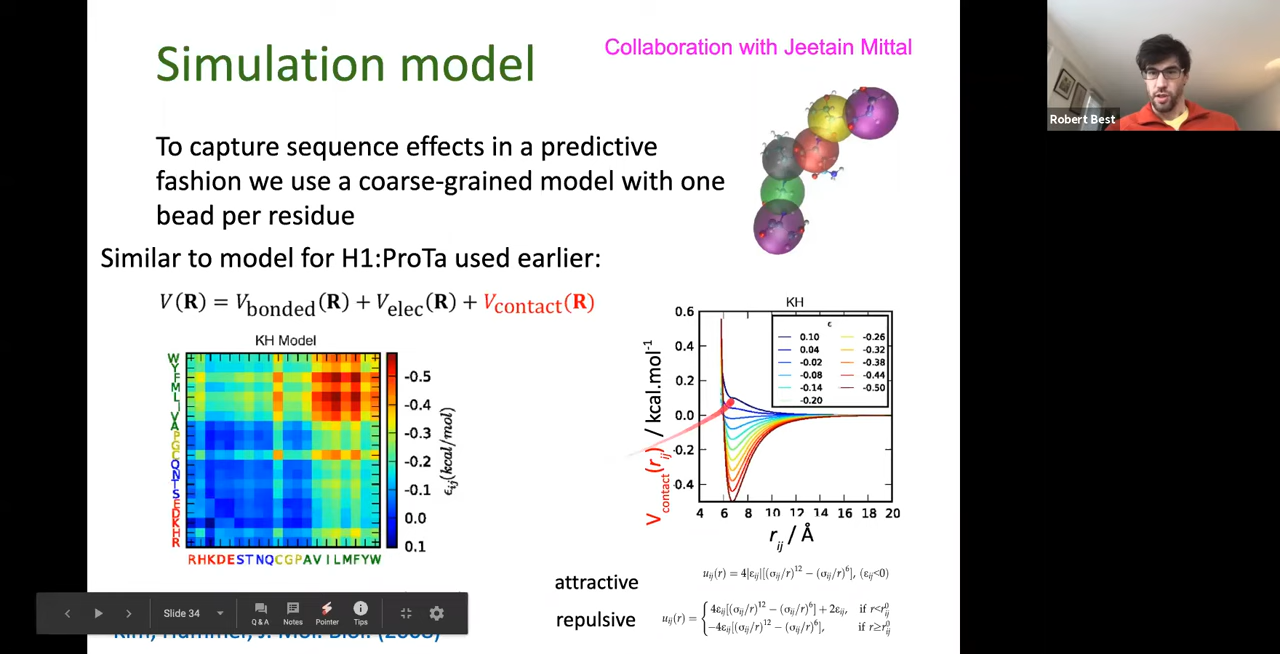 Simulation model
Collaboration with Jeetain Mittal
Robert Best
To capture sequence effects in a predictive
fashion we use a coarse-grained model with one
bead per residue
Similar to model for H1:ProTa used earlier:
V(R) = V_bonded(R) + V_elec(R) + V_contact(R)
KH Model
W
Y
F
M
L
I
V
A
P
G
C
Q
N
T
S
E
D
K
H
R
-0.5
-0.4
-0.3
-0.2
-0.1
0.0
0.1
ϵij(kcal/mol)
R H K D E S T N Q C G P A V I L M F Y W
KH
ε
0.10 -0.26
0.04 -0.32
-0.02 -0.38
-0.08 -0.44
-0.14 -0.50
-0.20
0.6
0.4
0.2
0.0
0.2
0.4
V_contact(r_ij) / kcal.mol⁻¹
4 6 8 10 12 14 16 18 20
r_ij / Å
attractive
u_ij(r) = 4|ε_ij|[(σ_ij/r)¹² − (σ_ij/r)⁶], (ε_ij<0)
repulsive
u_ij(r) = { 4ε_ij[(σ_ij/r)¹² − (σ_ij/r)⁶] + 2ε_ij, if r<r⁰_ij
−4ε_ij[(σ_ij/r)¹² − (σ_ij/r)⁶], if r≥r⁰_ij
Slide 34
Q & A
Notes
Pointer
Tips